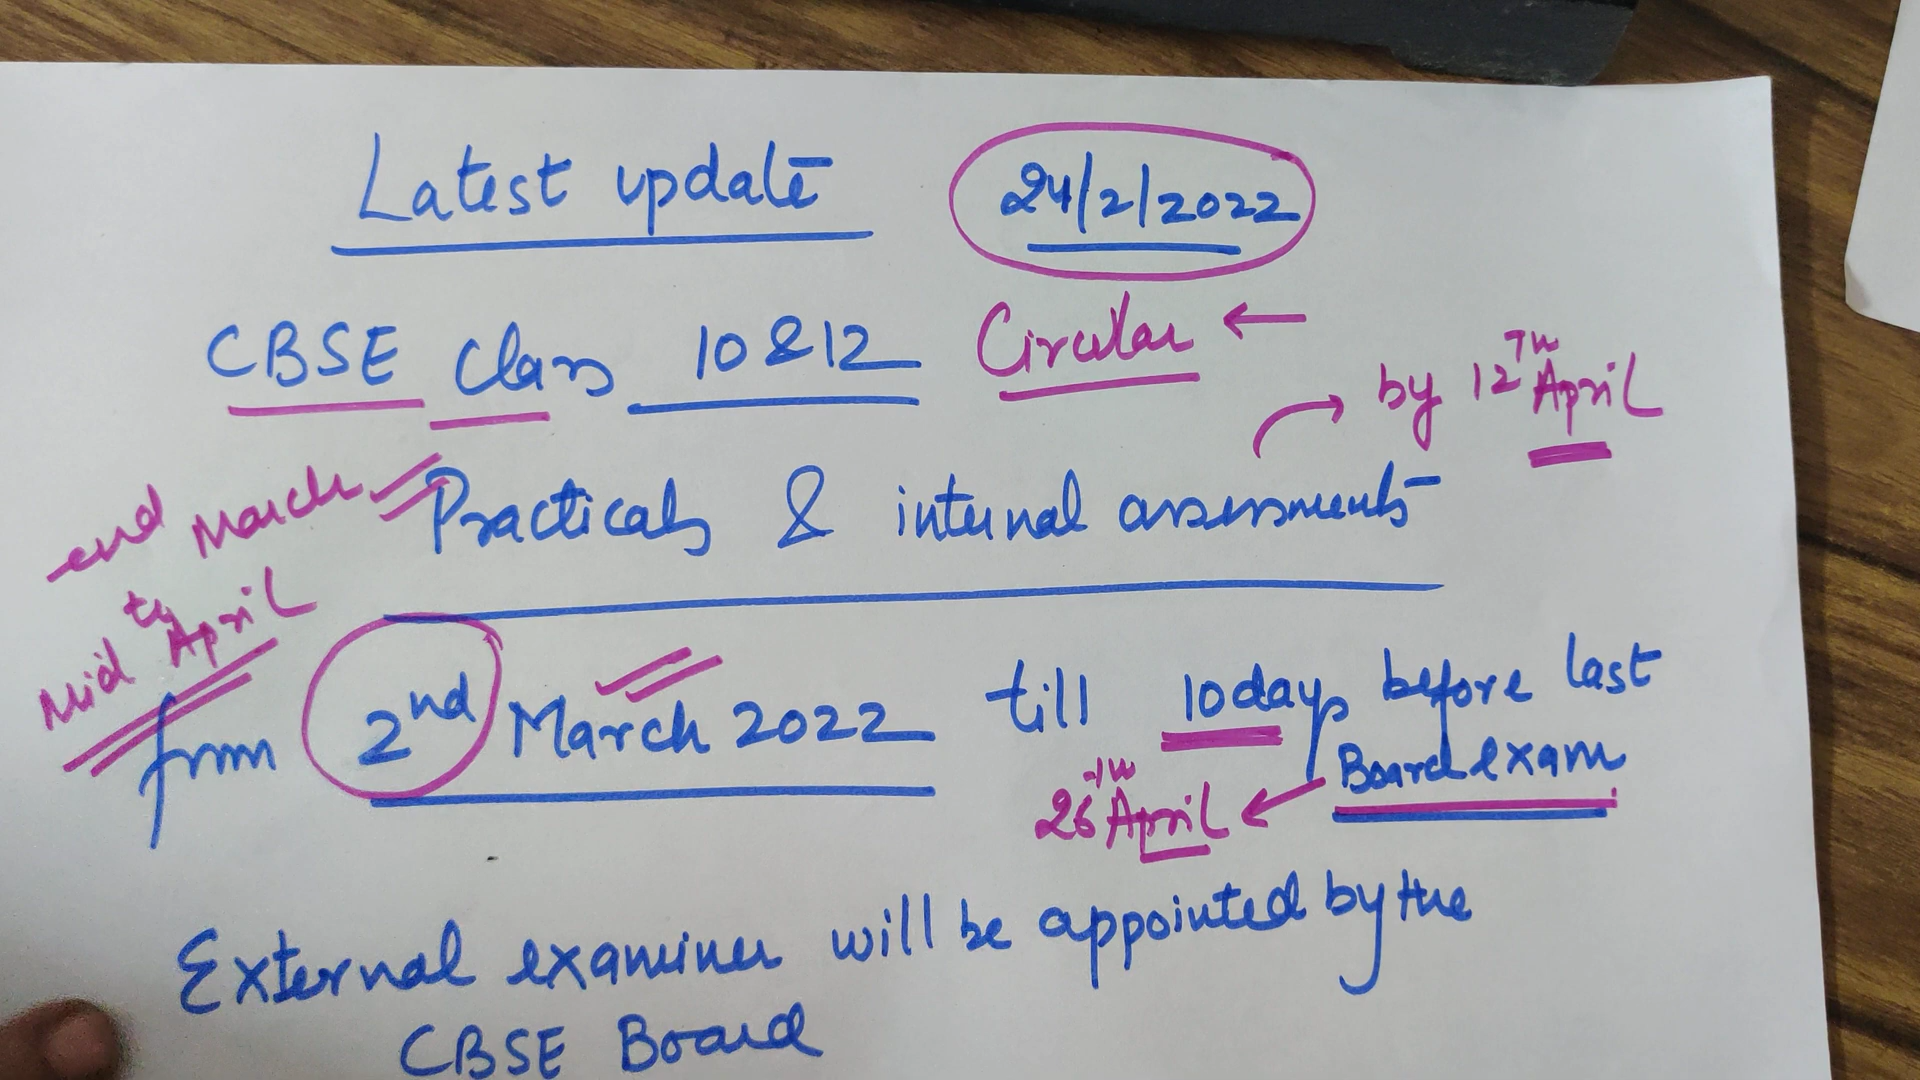 Latest update 24/2/2022
CBSE Class 10 & 12 Circular ←
by 12TH April
end March
Practicals & internal assessments
Mid to April
from 2nd March 2022 till 10 days before last
Board exam
26TH April
External examiner will be appointed by the
CBSE Board